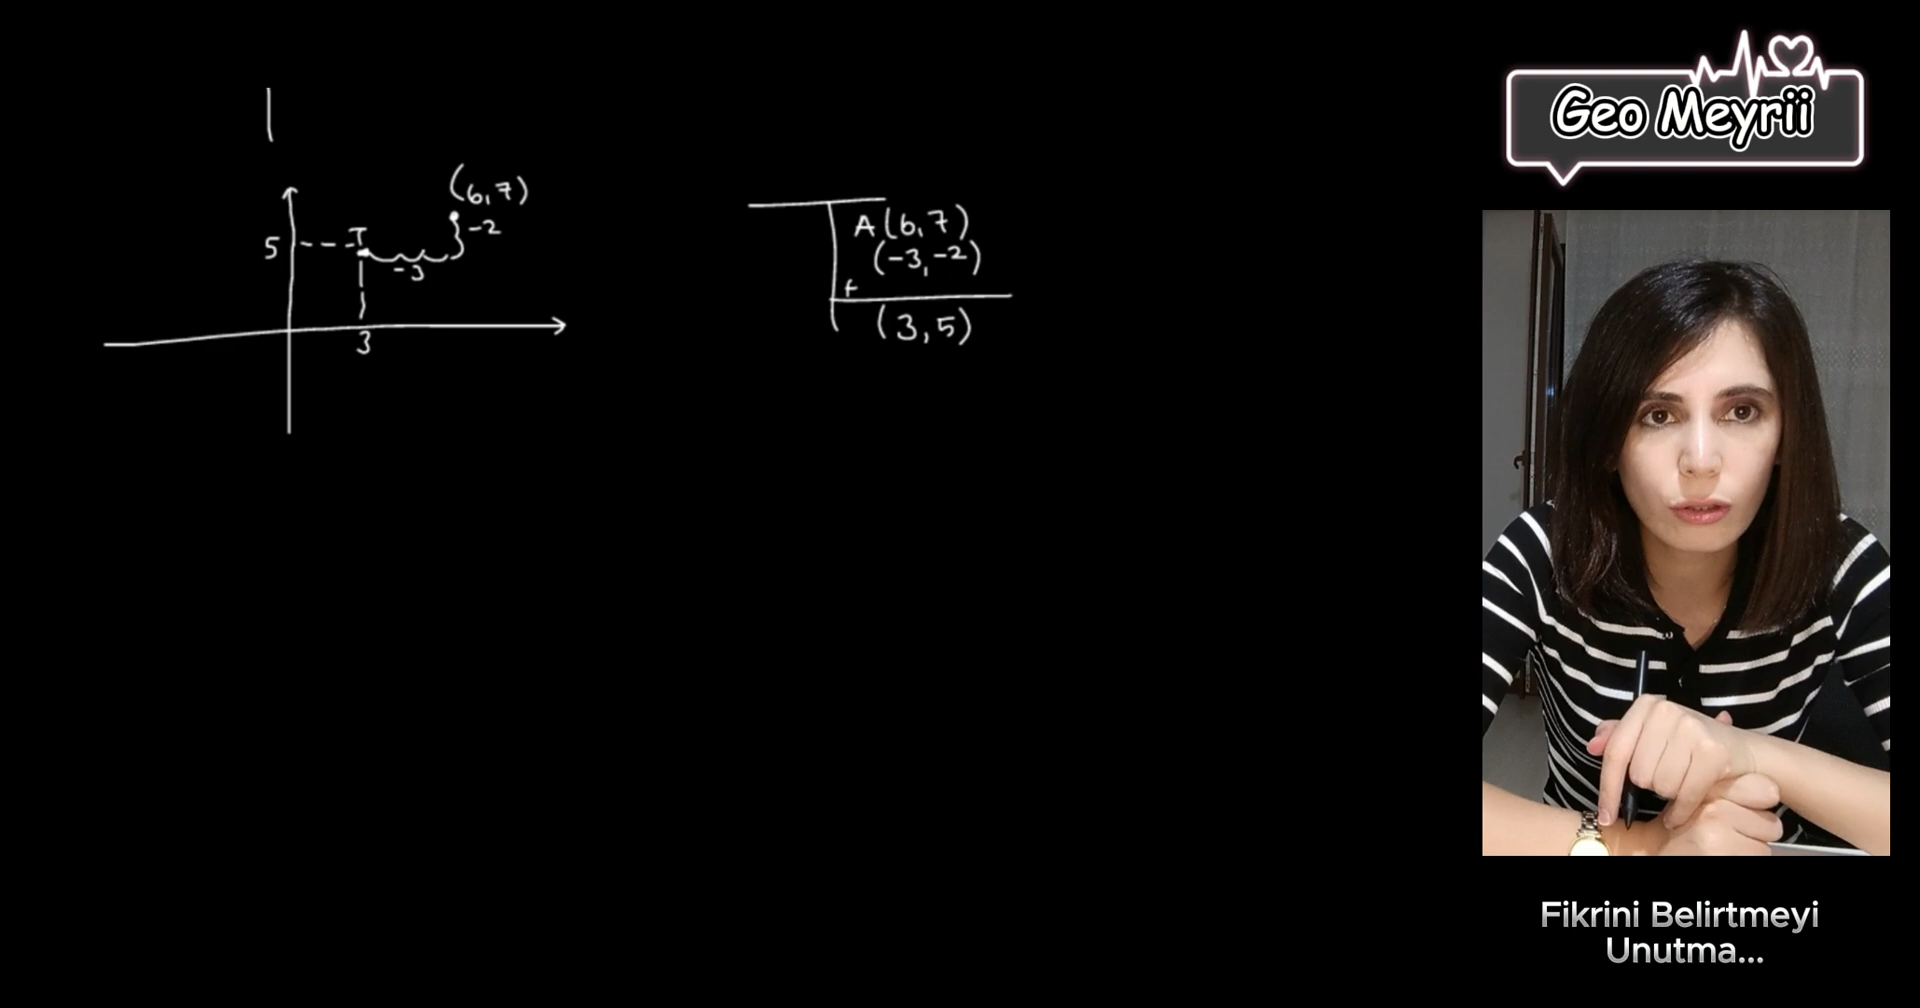 (6,7)
-2
5
T
-3
3
A(6,7)
(-3,-2)
+
(3,5)
Geo Meyrii
Fikrini Belirtmeyi
Unutma...